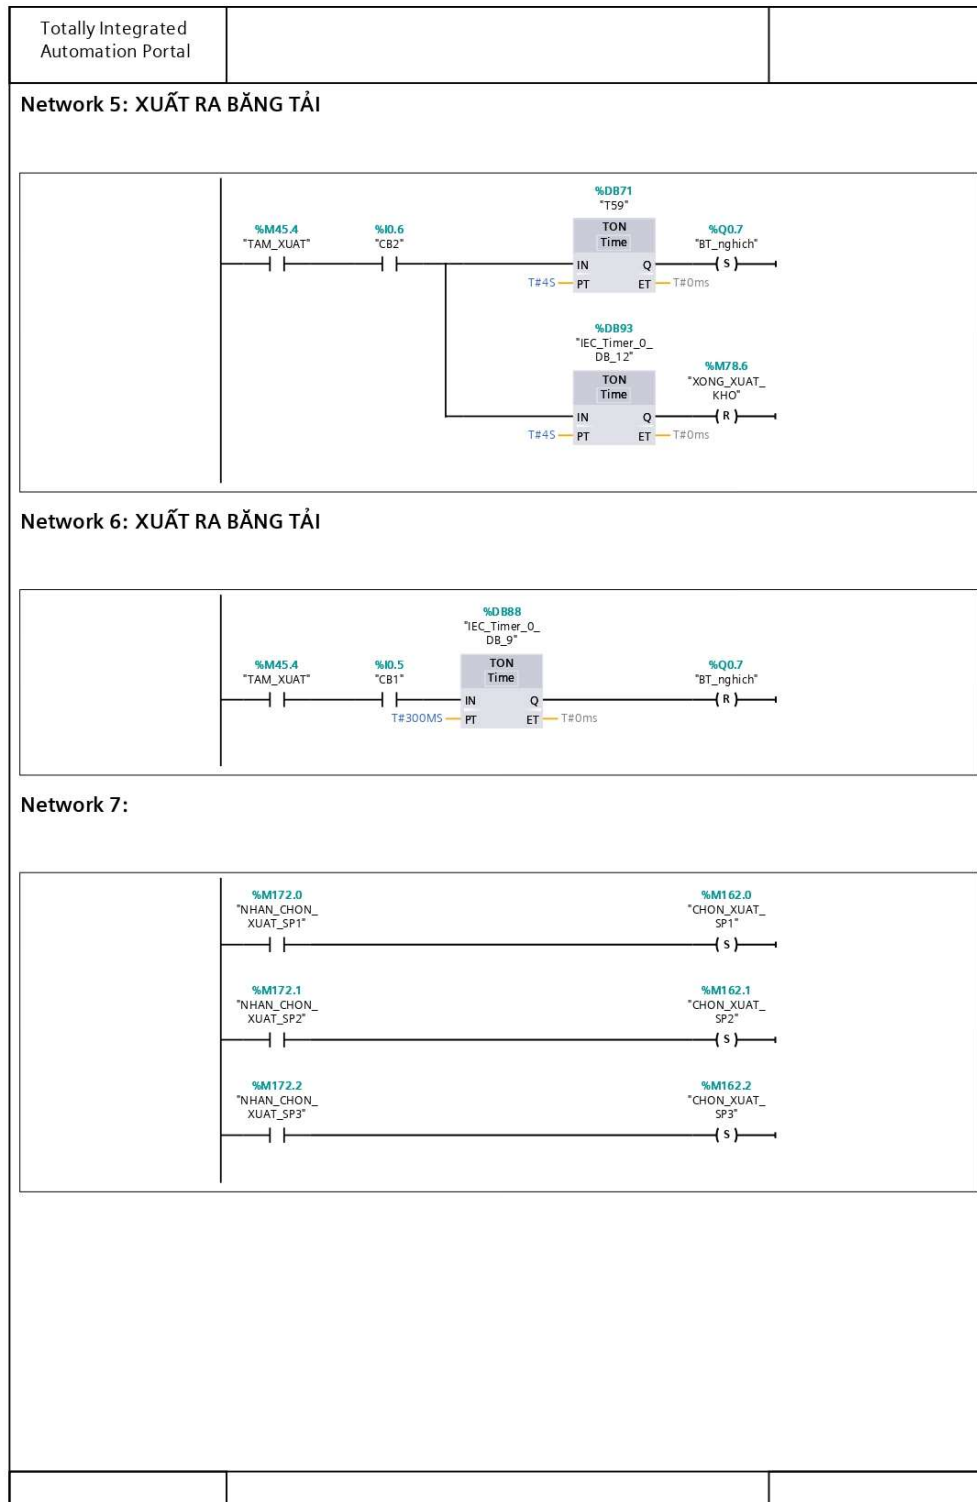 Totally Integrated
Automation Portal
Network 5: XUẤT RA BĂNG TẢI
%DB71
"T59"
%M45.4
"TAM_XUAT"
%I0.6
"CB2"
TON
Time
%Q0.7
"BT_nghich"
S
IN
Q
T#4S
PT
ET
T#0ms
%DB93
"IEC_Timer_0_
DB_12"
TON
Time
%M78.6
"XONG_XUAT_
KHO"
R
IN
Q
T#4S
PT
ET
T#0ms
Network 6: XUẤT RA BĂNG TẢI
%DB88
"IEC_Timer_0_
DB_9"
%M45.4
"TAM_XUAT"
%I0.5
"CB1"
TON
Time
%Q0.7
"BT_nghich"
R
IN
Q
T#300MS
PT
ET
T#0ms
Network 7:
%M172.0
"NHAN_CHON_
XUAT_SP1"
%M162.0
"CHON_XUAT_
SP1"
S
%M172.1
"NHAN_CHON_
XUAT_SP2"
%M162.1
"CHON_XUAT_
SP2"
S
%M172.2
"NHAN_CHON_
XUAT_SP3"
%M162.2
"CHON_XUAT_
SP3"
S